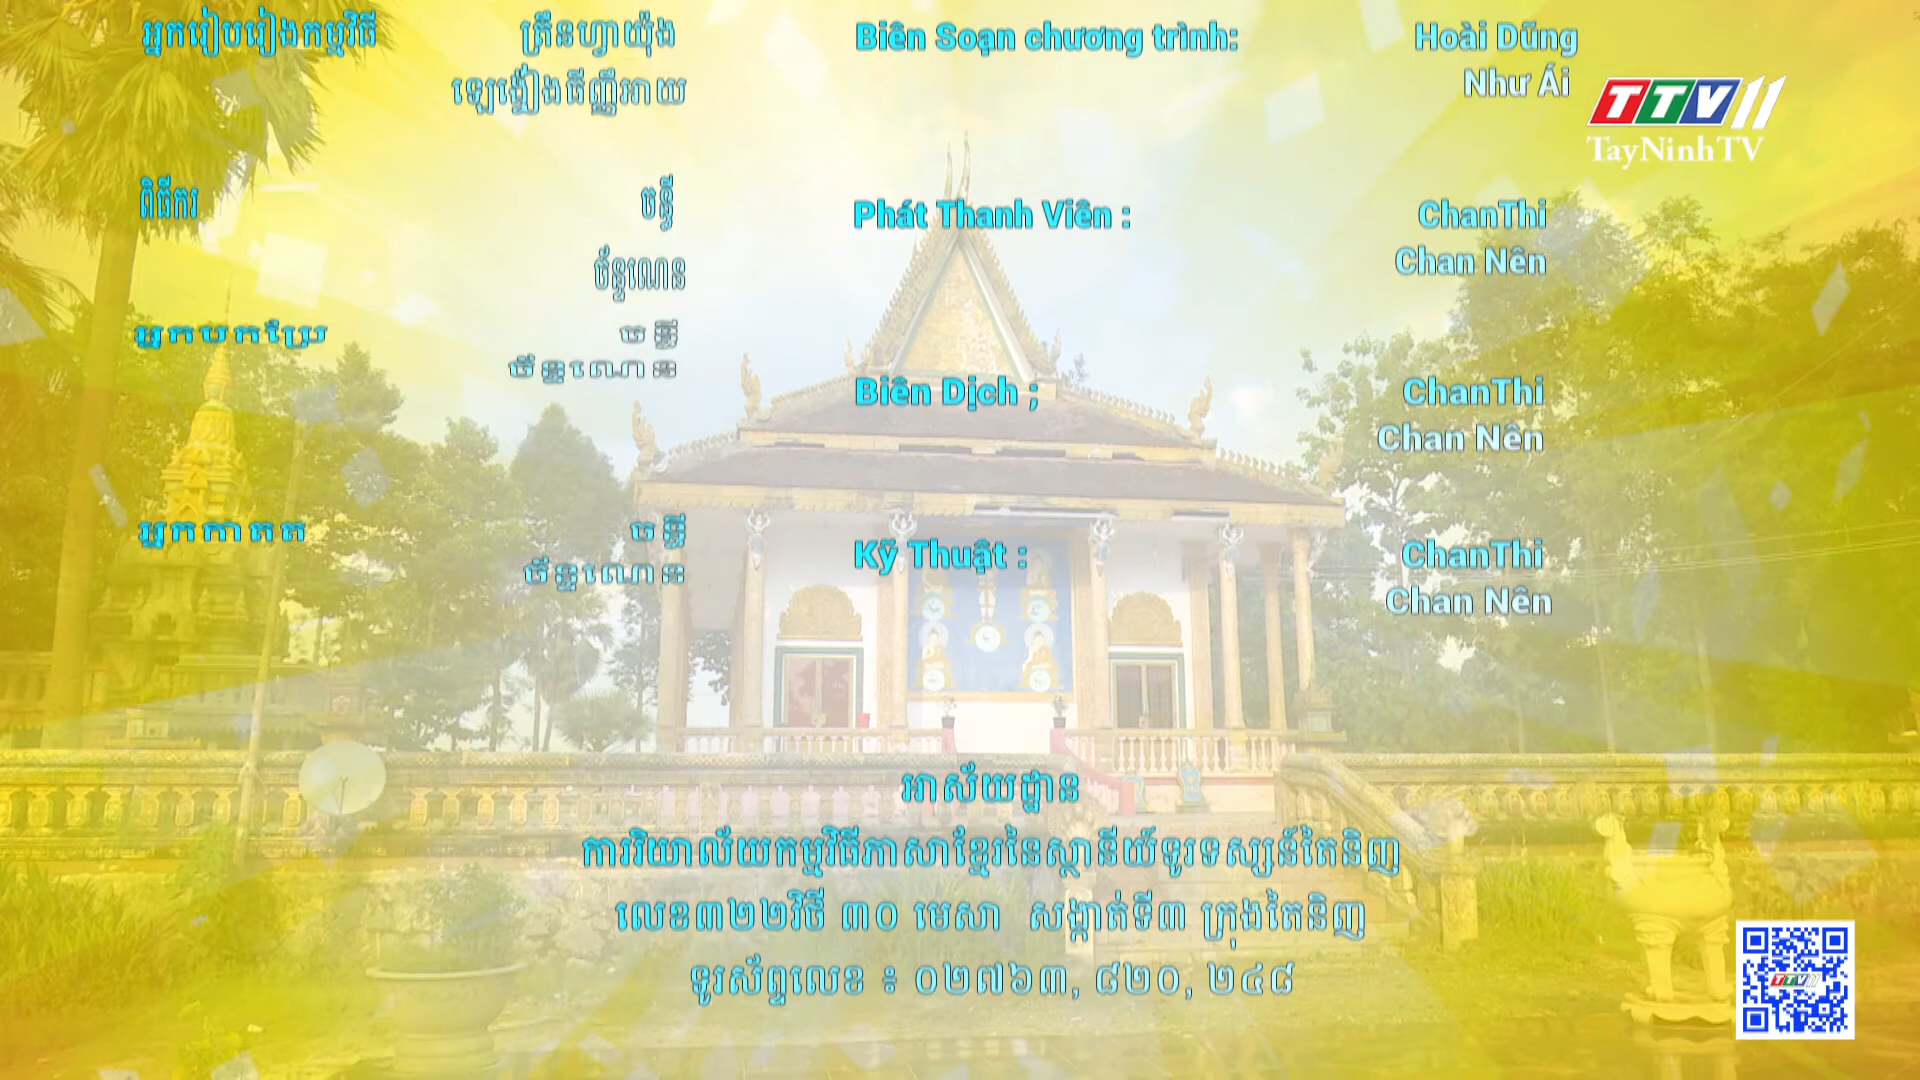 អ្នករៀបរៀងកម្មវិធី ត្រឹនហ្វាយ៉ុង Biên Soạn chương trình: Hoài Dũng
ឡេង្វៀងធីញឺអាយ Như Ái
TTV11
TayNinhTV
ពិធីករ ចន្ធី Phát Thanh Viên : ChanThi
ច័ន្ទណេន Chan Nên
អ្នកបកប្រែ ចន្ធី
ច័ន្ទណេន
Biên Dịch ; ChanThi
Chan Nên
អ្នកកាតត ចន្ធី Kỹ Thuật : ChanThi
ច័ន្ទណេន Chan Nên
អាស័យដ្ឋាន
ការិយាល័យកម្មវិធីភាសាខ្មែរនៃស្ថានីយ៍ទូរទស្សន៍តៃនិញ
លេខ៣២២វិថី ៣០ មេសា សង្កាត់ទី៣ ក្រុងតៃនិញ
ទូរស័ព្ទលេខ ៖ ០២៧៦៣, ៨២០, ២៤៨
TTV11